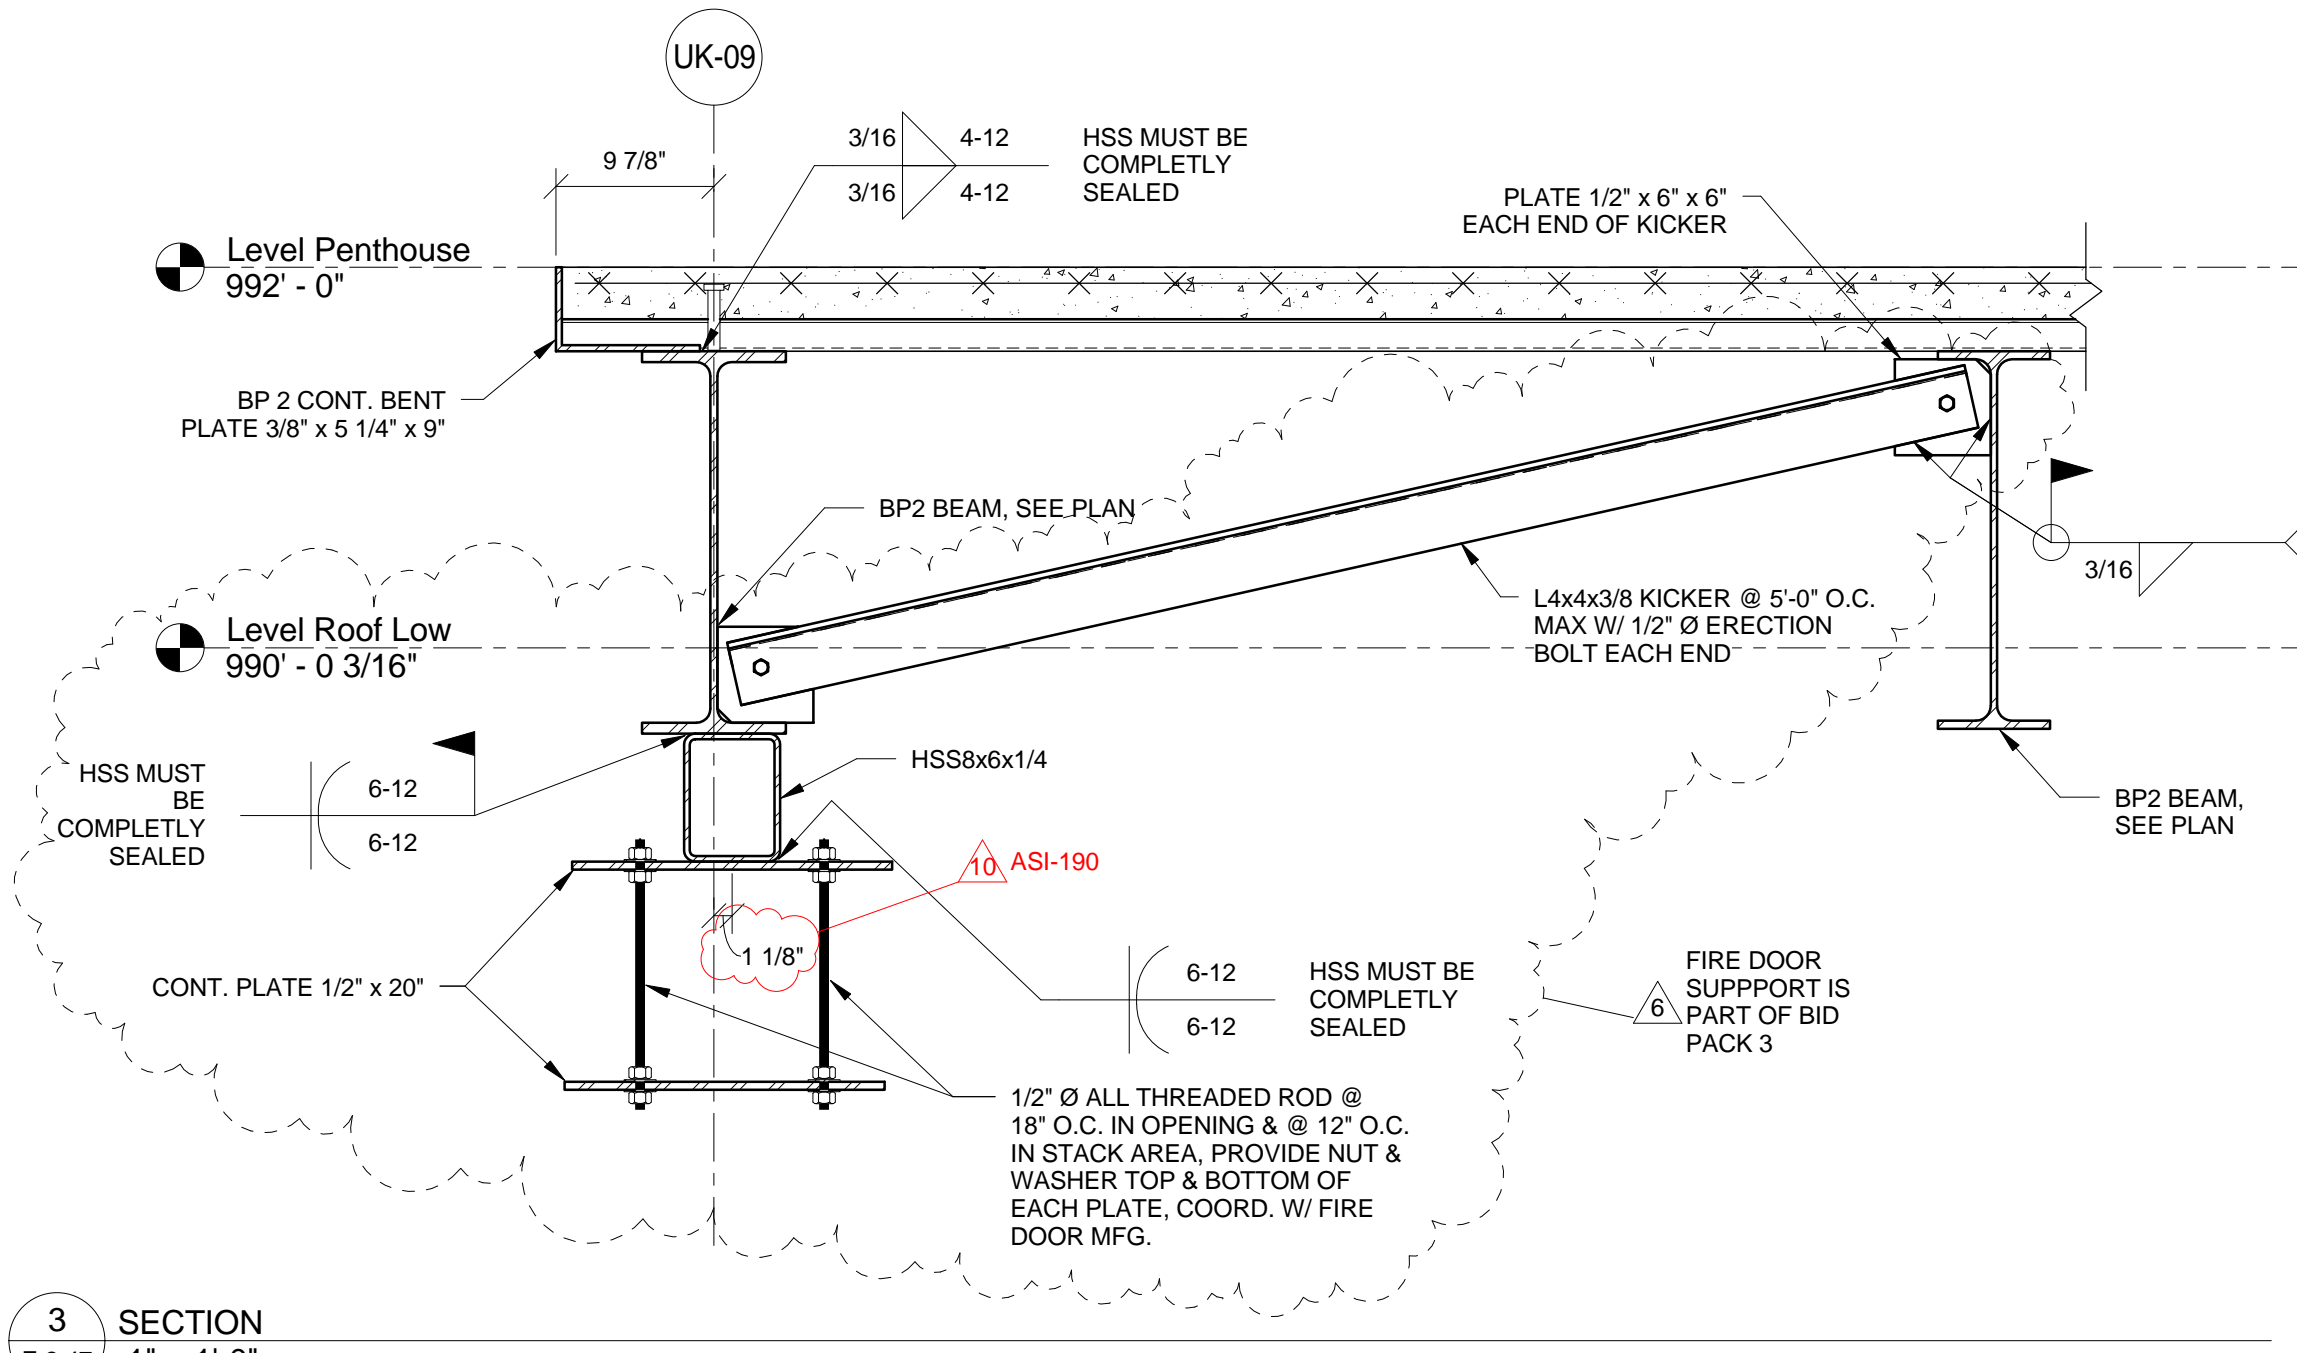 UK-09
9 7/8"
3/16
4-12
3/16
4-12
HSS MUST BE
COMPLETLY
SEALED
PLATE 1/2" x 6" x 6"
EACH END OF KICKER
Level Penthouse
992' - 0"
BP 2 CONT. BENT
PLATE 3/8" x 5 1/4" x 9"
BP2 BEAM, SEE PLAN
3/16
L4x4x3/8 KICKER @ 5'-0" O.C.
MAX W/ 1/2" Ø ERECTION
BOLT EACH END
Level Roof Low
990' - 0 3/16"
HSS MUST
BE
COMPLETLY
SEALED
6-12
6-12
HSS8x6x1/4
BP2 BEAM,
SEE PLAN
10
ASI-190
1 1/8"
CONT. PLATE 1/2" x 20"
6-12
6-12
HSS MUST BE
COMPLETLY
SEALED
6
FIRE DOOR
SUPPPORT IS
PART OF BID
PACK 3
1/2" Ø ALL THREADED ROD @
18" O.C. IN OPENING & @ 12" O.C.
IN STACK AREA, PROVIDE NUT &
WASHER TOP & BOTTOM OF
EACH PLATE, COORD. W/ FIRE
DOOR MFG.
3
SECTION